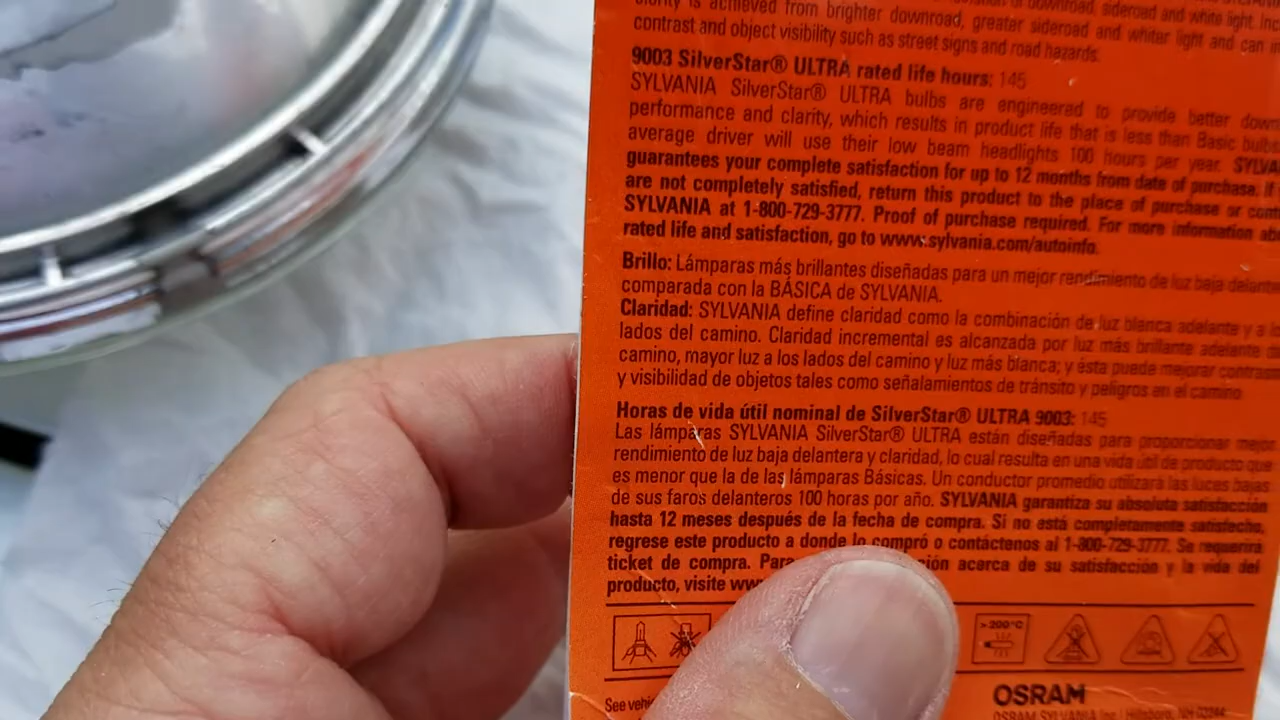 clarity is achieved from brighter downroad, greater sideroad and whiter light. Inc
contrast and object visibility such as street signs and road hazards.
9003 SilverStar® ULTRA rated life hours: 145
SYLVANIA SilverStar® ULTRA bulbs are engineered to provide better down
performance and clarity, which results in product life that is less than Basic bulbs
average driver will use their low beam headlights 100 hours per year. SYLVA
guarantees your complete satisfaction for up to 12 months from date of purchase. If
are not completely satisfied, return this product to the place of purchase or cont
SYLVANIA at 1-800-729-3777. Proof of purchase required. For more information ab
rated life and satisfaction, go to www.sylvania.com/autoinfo.
Brillo: Lámparas más brillantes diseñadas para un mejor rendimiento de luz baja delante
comparada con la BÁSICA de SYLVANIA.
Claridad: SYLVANIA define claridad como la combinación de luz blanca adelante y a l
lados del camino. Claridad incremental es alcanzada por luz más brillante adelante d
camino, mayor luz a los lados del camino y luz más blanca; y ésta puede mejorar contrast
y visibilidad de objetos tales como señalamientos de tránsito y peligros en el camino
Horas de vida útil nominal de SilverStar® ULTRA 9003: 145
Las lámparas SYLVANIA SilverStar® ULTRA están diseñadas para proporcionar mejor
rendimiento de luz baja delantera y claridad, lo cual resulta en una vida útil de producto que
es menor que la de las lámparas Básicas. Un conductor promedio utilizará las luces bajas
de sus faros delanteros 100 horas por año. SYLVANIA garantiza su absoluta satisfacción
hasta 12 meses después de la fecha de compra. Si no está completamente satisfecho,
regrese este producto a donde lo compró o contáctenos al 1-800-729-3777. Se requerirá
ticket de compra. Para ción acerca de su satisfacción y la vida del
producto, visite www
>200°C
See vehi
OSRAM
OSRAM SYLVANIA Inc